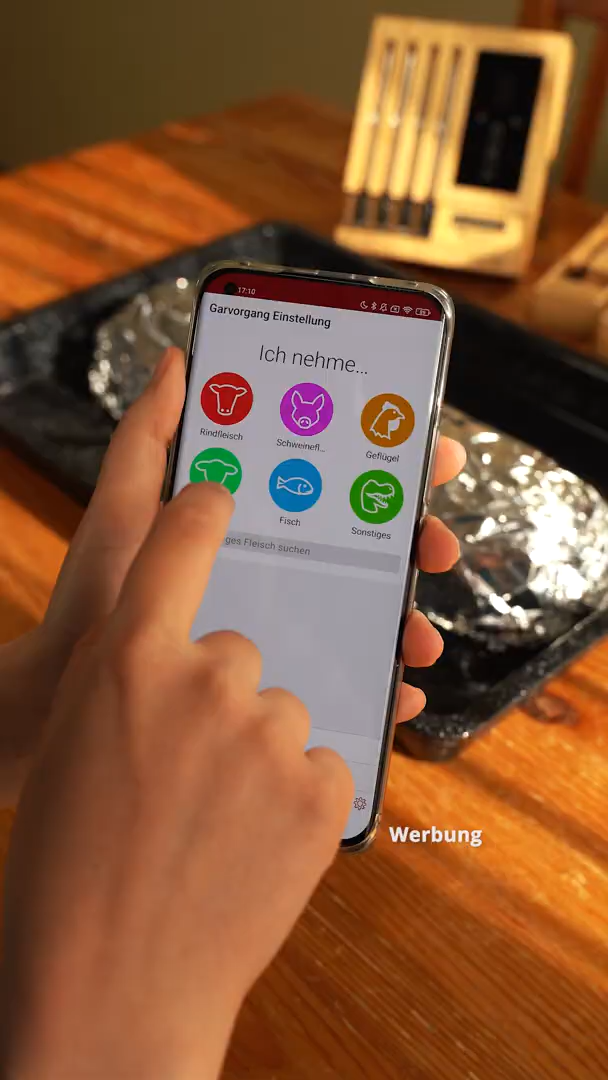 17:10
Garvorgang Einstellung
Ich nehme...
Rindfleisch
Schweinefl...
Geflügel
Fisch
Sonstiges
ges Fleisch suchen
Werbung